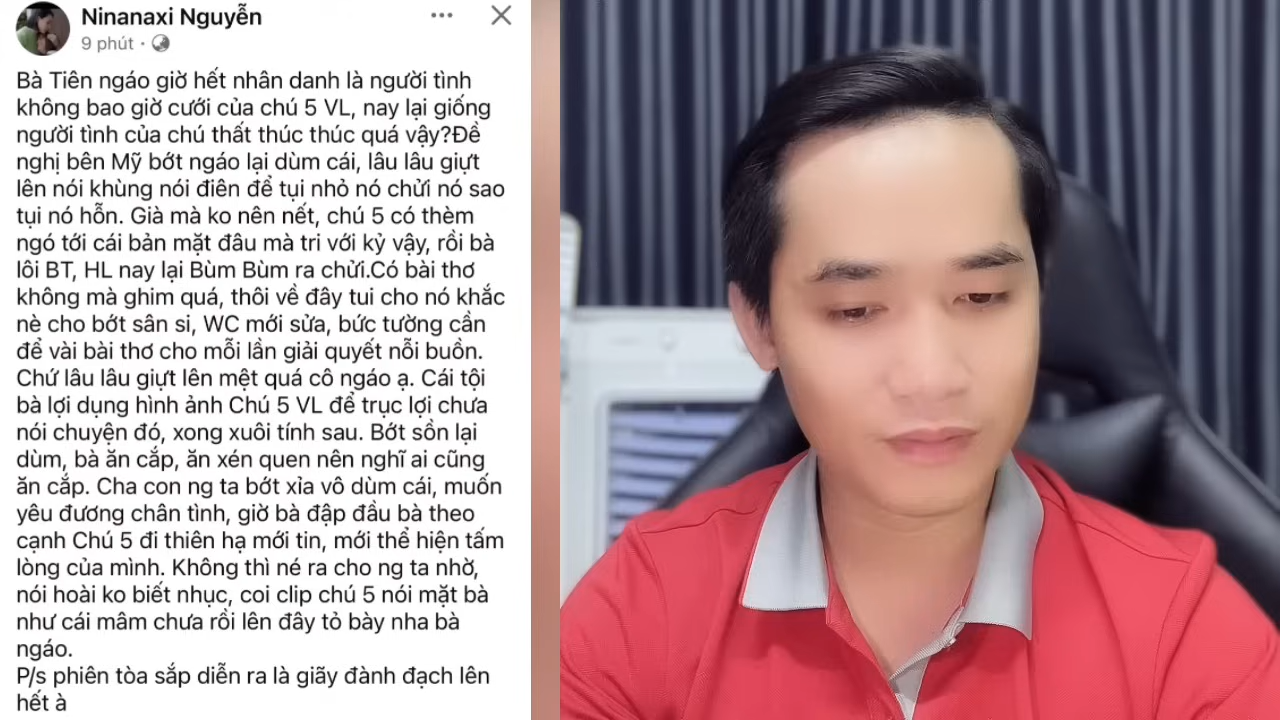 Ninanaxi Nguyễn
9 phút ·
Bà Tiên ngáo giờ hết nhân danh là người tình
không bao giờ cưới của chú 5 VL, nay lại giống
người tình của chú thất thúc thúc quá vậy?Đề
nghị bên Mỹ bớt ngáo lại dùm cái, lâu lâu giựt
lên nói khùng nói điên để tụi nhỏ nó chửi nó sao
tụi nó hỗn. Già mà ko nên nết, chú 5 có thèm
ngó tới cái bản mặt đâu mà tri với kỷ vậy, rồi bà
lôi BT, HL nay lại Bùm Bùm ra chửi.Có bài thơ
không mà ghim quá, thôi về đây tui cho nó khắc
nè cho bớt sân si, WC mới sửa, bức tường cần
để vài bài thơ cho mỗi lần giải quyết nỗi buồn.
Chứ lâu lâu giựt lên mệt quá cô ngáo ạ. Cái tội
bà lợi dụng hình ảnh Chú 5 VL để trục lợi chưa
nói chuyện đó, xong xuôi tính sau. Bớt sồn lại
dùm, bà ăn cắp, ăn xén quen nên nghĩ ai cũng
ăn cắp. Cha con ng ta bớt xỉa vô dùm cái, muốn
yêu đương chân tình, giờ bà đập đầu bà theo
cạnh Chú 5 đi thiên hạ mới tin, mới thể hiện tấm
lòng của mình. Không thì né ra cho ng ta nhờ,
nói hoài ko biết nhục, coi clip chú 5 nói mặt bà
như cái mâm chưa rồi lên đây tỏ bày nha bà
ngáo.
P/s phiên tòa sắp diễn ra là giãy đành đạch lên
hết à